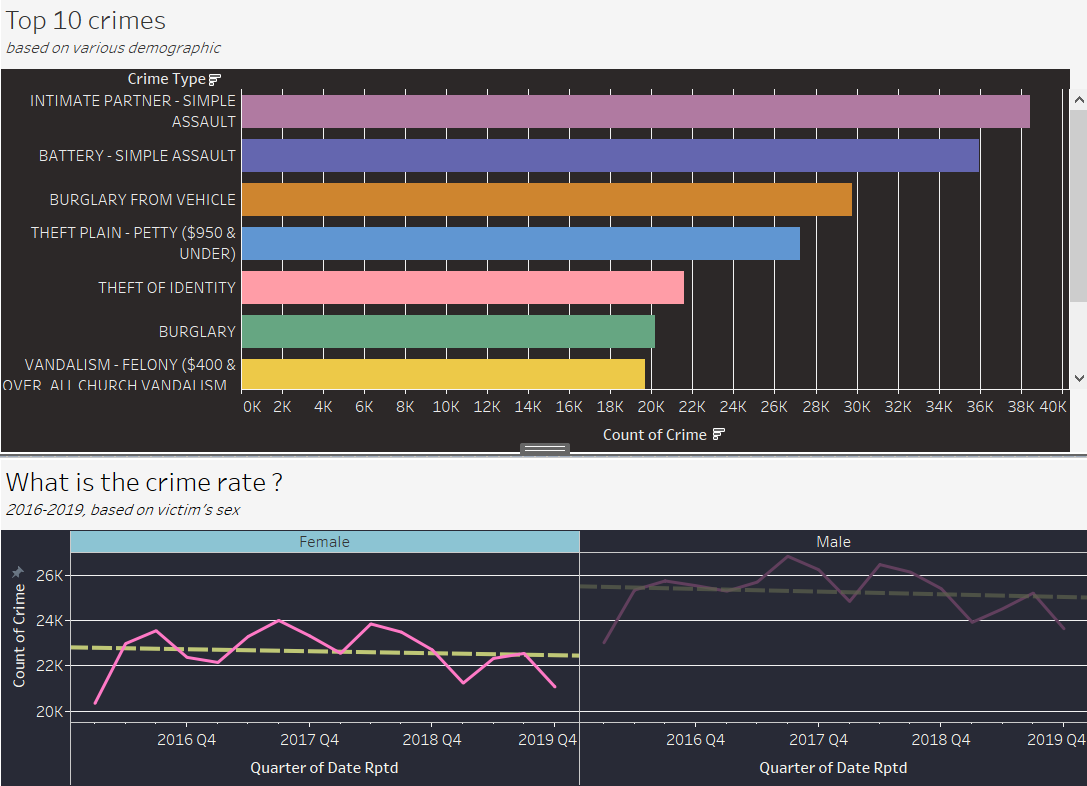 Top 10 crimes
based on various demographic
Crime Type
INTIMATE PARTNER - SIMPLE
ASSAULT
BATTERY - SIMPLE ASSAULT
BURGLARY FROM VEHICLE
THEFT PLAIN - PETTY ($950 &
UNDER)
THEFT OF IDENTITY
BURGLARY
VANDALISM - FELONY ($400 &
OVER, ALL CHURCH VANDALISM
0K 2K 4K 6K 8K 10K 12K 14K 16K 18K 20K 22K 24K 26K 28K 30K 32K 34K 36K 38K 40K
Count of Crime
What is the crime rate ?
2016-2019, based on victim's sex
Female Male
26K
24K
22K
20K
Count of Crime
2016 Q4 2017 Q4 2018 Q4 2019 Q4 2016 Q4 2017 Q4 2018 Q4 2019 Q4
Quarter of Date Rptd Quarter of Date Rptd